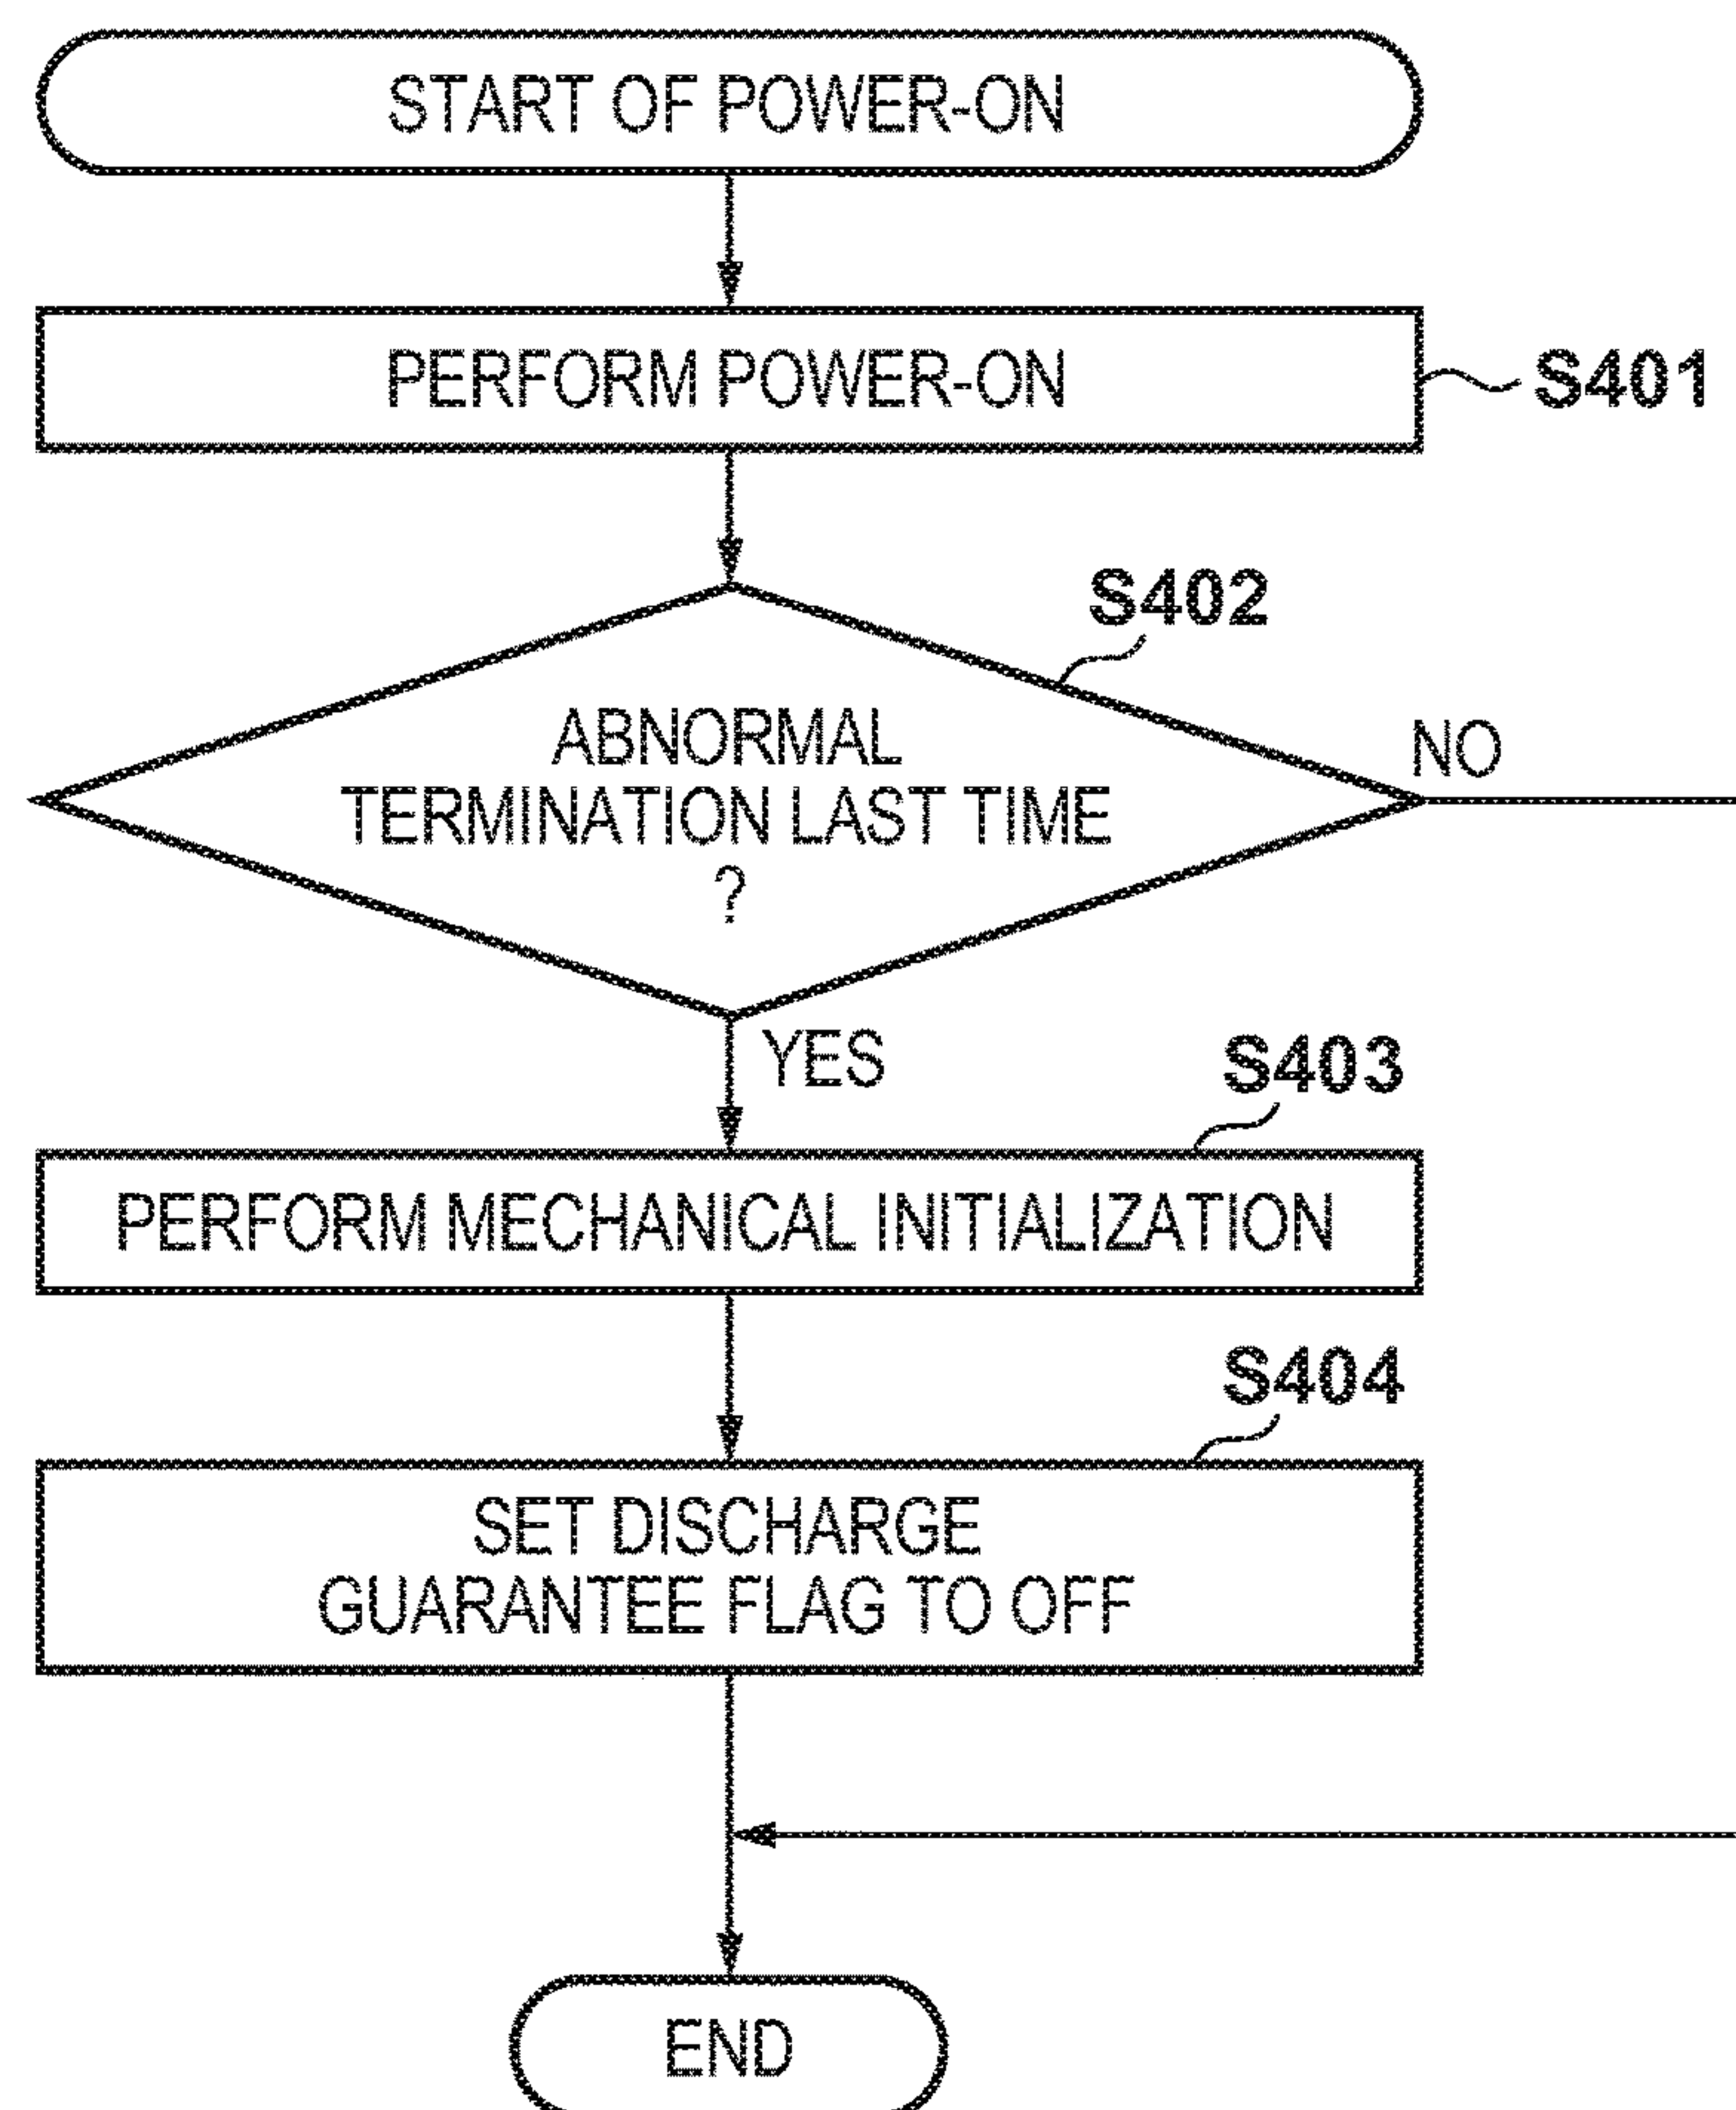 START OF POWER-ON
PERFORM POWER-ON
S401
S402
ABNORMAL
TERMINATION LAST TIME
?
NO
YES
S403
PERFORM MECHANICAL INITIALIZATION
S404
SET DISCHARGE
GUARANTEE FLAG TO OFF
END